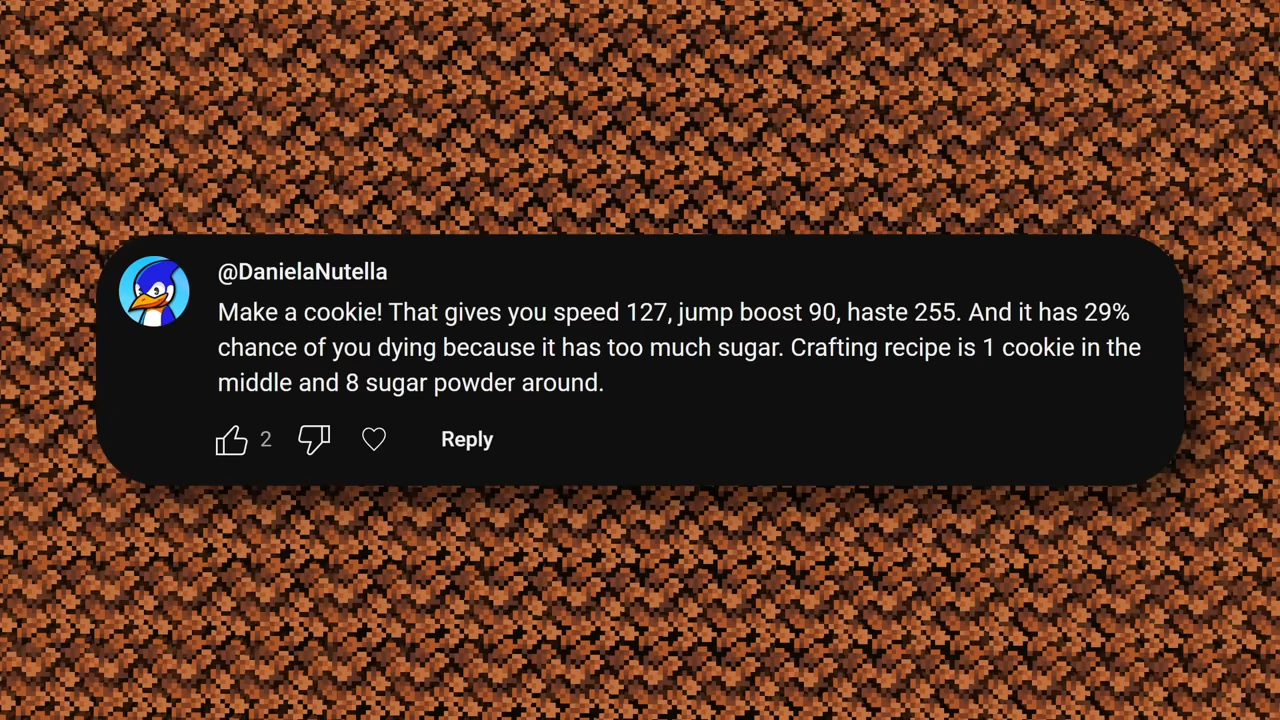 @DanielaNutella
Make a cookie! That gives you speed 127, jump boost 90, haste 255. And it has 29%
chance of you dying because it has too much sugar. Crafting recipe is 1 cookie in the
middle and 8 sugar powder around.
2
Reply